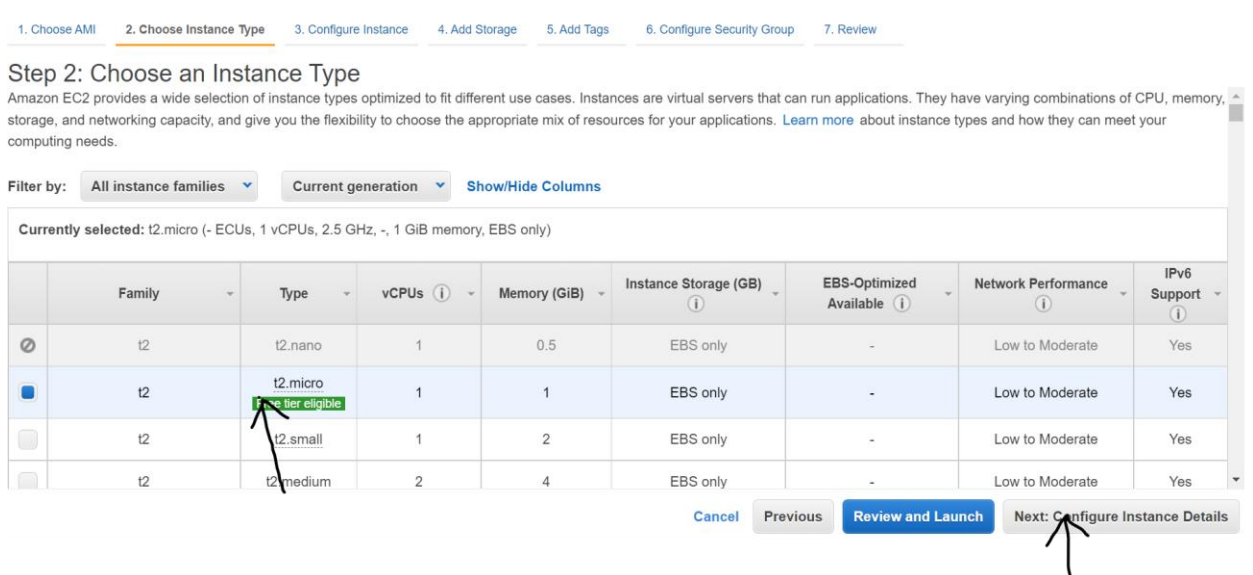 1. Choose AMI 2. Choose Instance Type 3. Configure Instance 4. Add Storage 5. Add Tags 6. Configure Security Group 7. Review
Step 2: Choose an Instance Type
Amazon EC2 provides a wide selection of instance types optimized to fit different use cases. Instances are virtual servers that can run applications. They have varying combinations of CPU, memory,
storage, and networking capacity, and give you the flexibility to choose the appropriate mix of resources for your applications. Learn more about instance types and how they can meet your
computing needs.
Filter by: All instance families Current generation Show/Hide Columns
Currently selected: t2.micro (- ECUs, 1 vCPUs, 2.5 GHz, -, 1 GiB memory, EBS only)
Family Type vCPUs Memory (GiB) Instance Storage (GB) EBS-Optimized Available Network Performance IPv6 Support
t2 t2.nano 1 0.5 EBS only - Low to Moderate Yes
t2 t2.micro 1 1 EBS only - Low to Moderate Yes
Free tier eligible
t2 t2.small 1 2 EBS only - Low to Moderate Yes
t2 t2.medium 2 4 EBS only - Low to Moderate Yes
Cancel Previous Review and Launch Next: Configure Instance Details